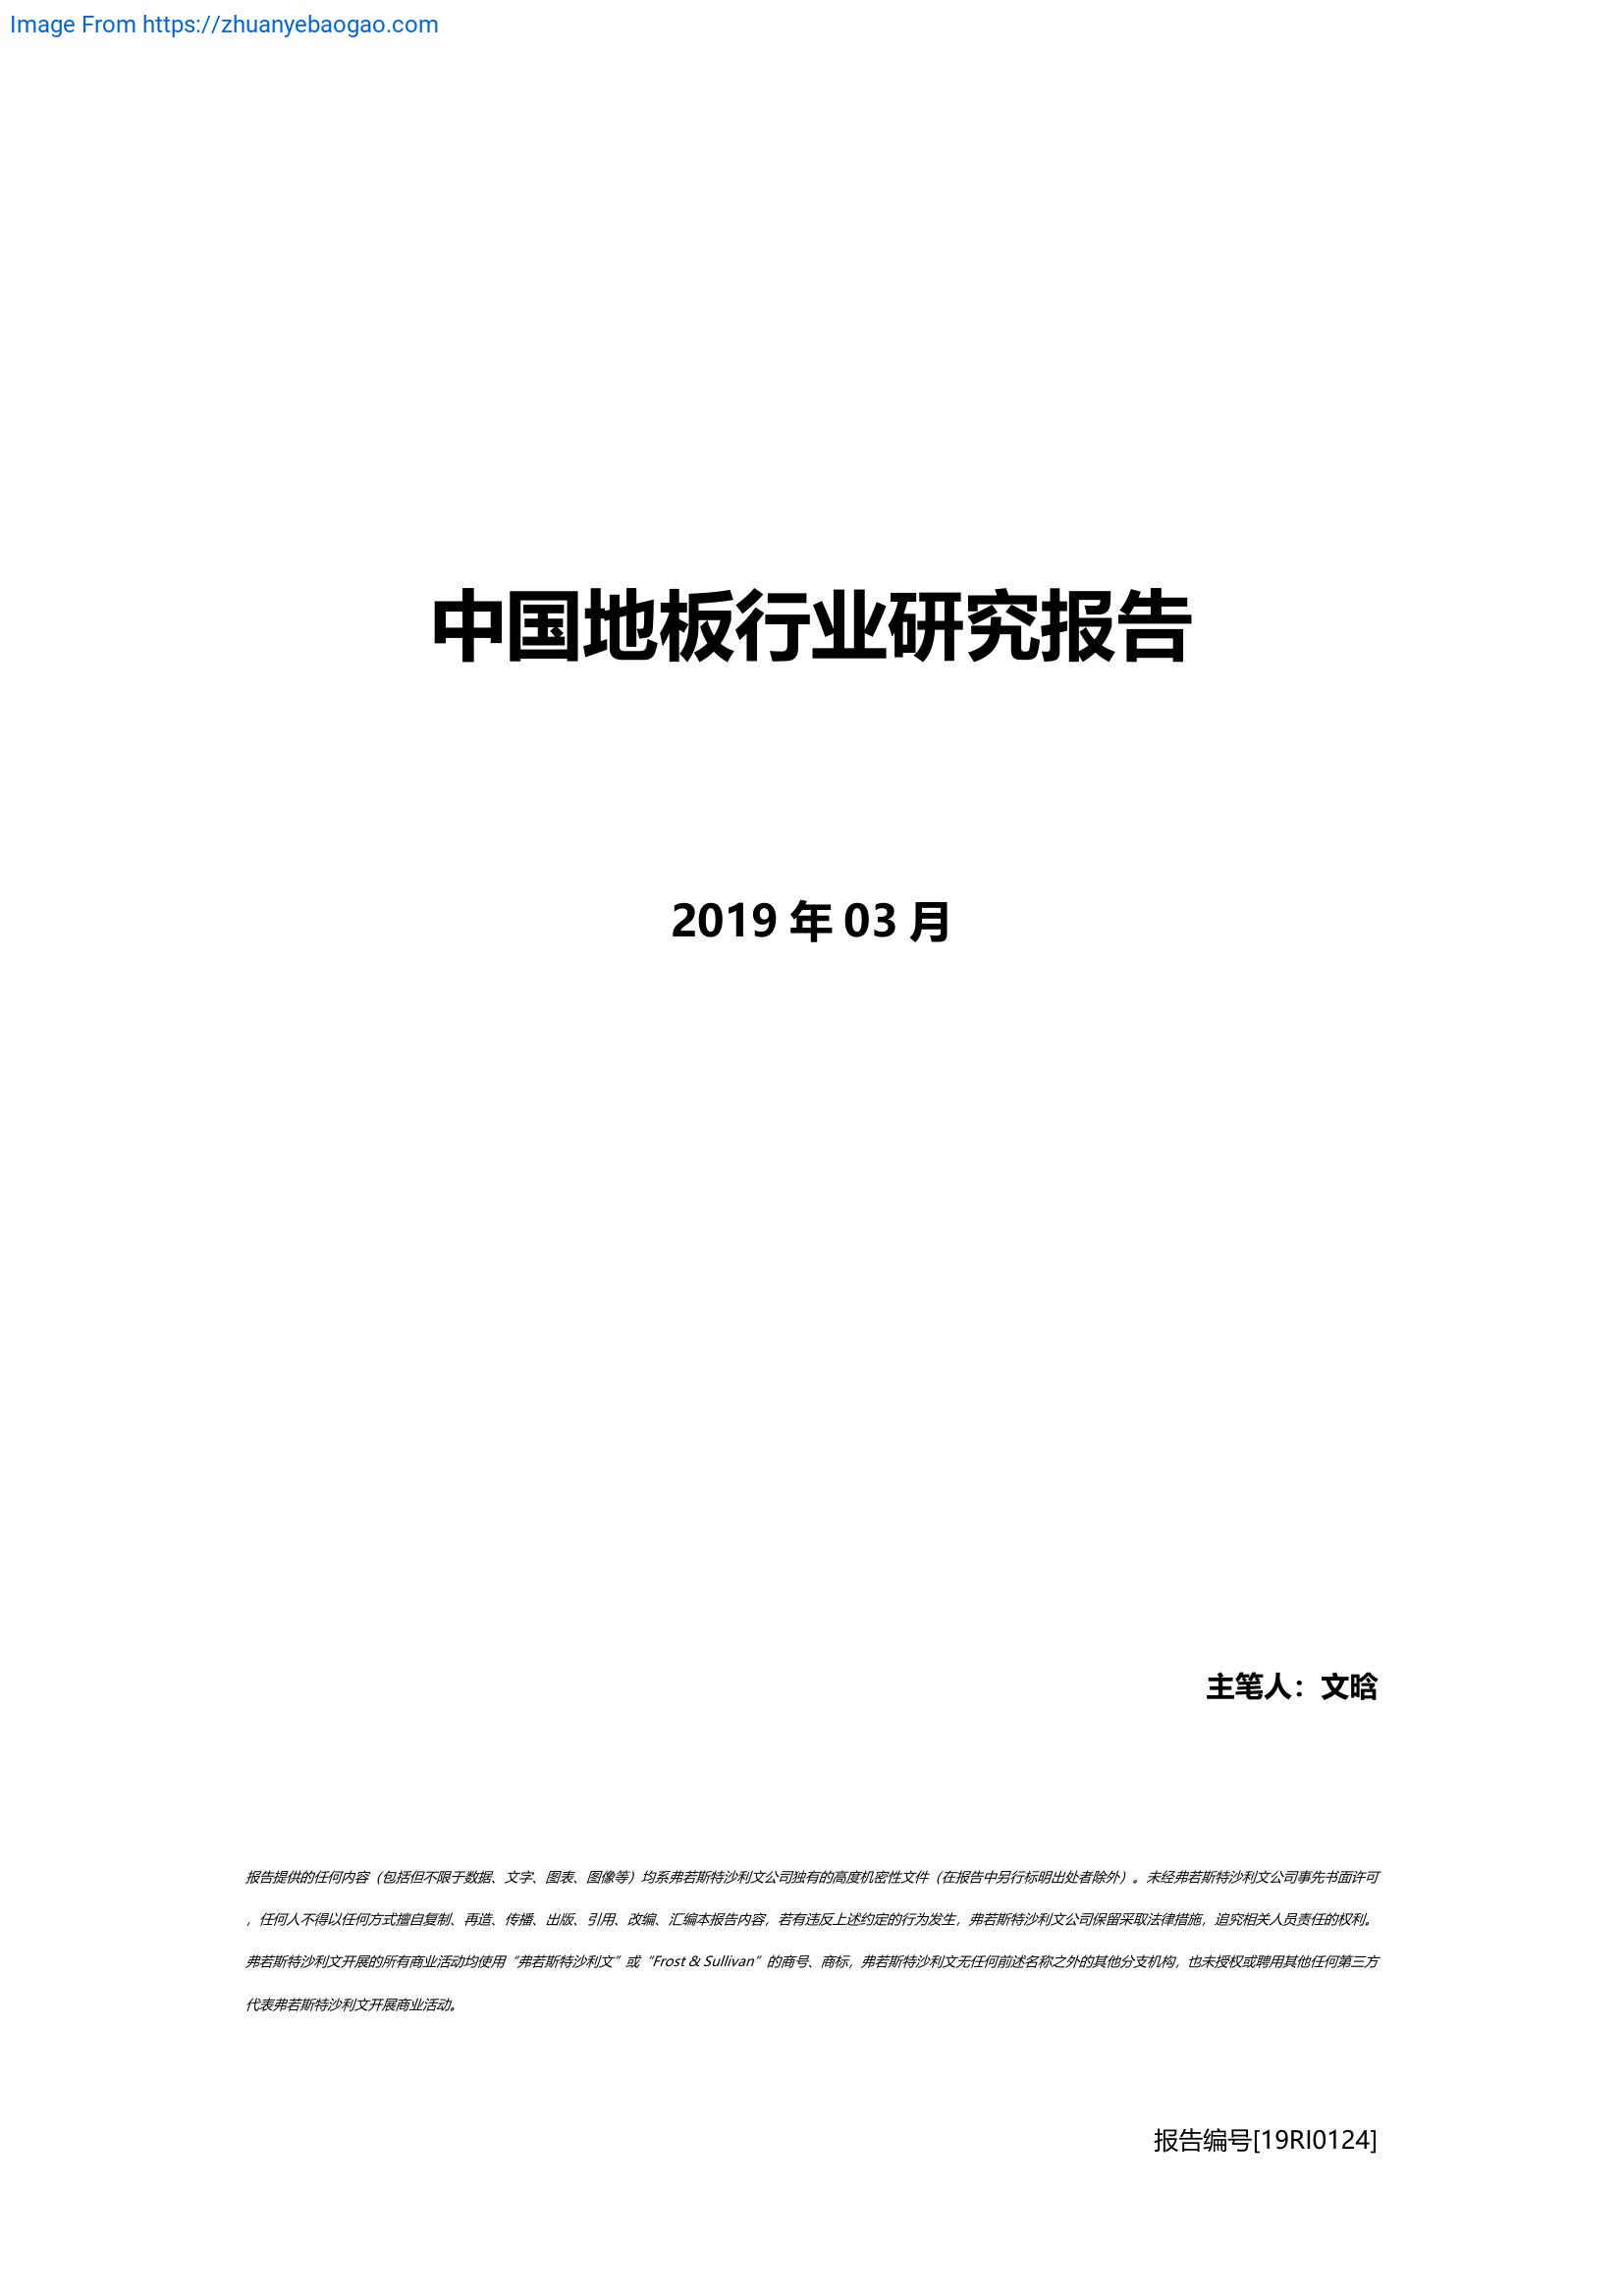 Image From https://zhuanyebaogao.com
中国地板行业研究报告
2019 年 03 月
主笔人：文晗
报告提供的任何内容（包括但不限于数据、文字、图表、图像等）均系弗若斯特沙利文公司独有的高度机密性文件（在报告中另行标明出处者除外）。未经弗若斯特沙利文公司事先书面许可
，任何人不得以任何方式擅自复制、再造、传播、出版、引用、改编、汇编本报告内容，若有违反上述约定的行为发生，弗若斯特沙利文公司保留采取法律措施，追究相关人员责任的权利。
弗若斯特沙利文开展的所有商业活动均使用“弗若斯特沙利文”或“Frost & Sullivan”的商号、商标，弗若斯特沙利文无任何前述名称之外的其他分支机构，也未授权或聘用其他任何第三方
代表弗若斯特沙利文开展商业活动。
报告编号[19RI0124]